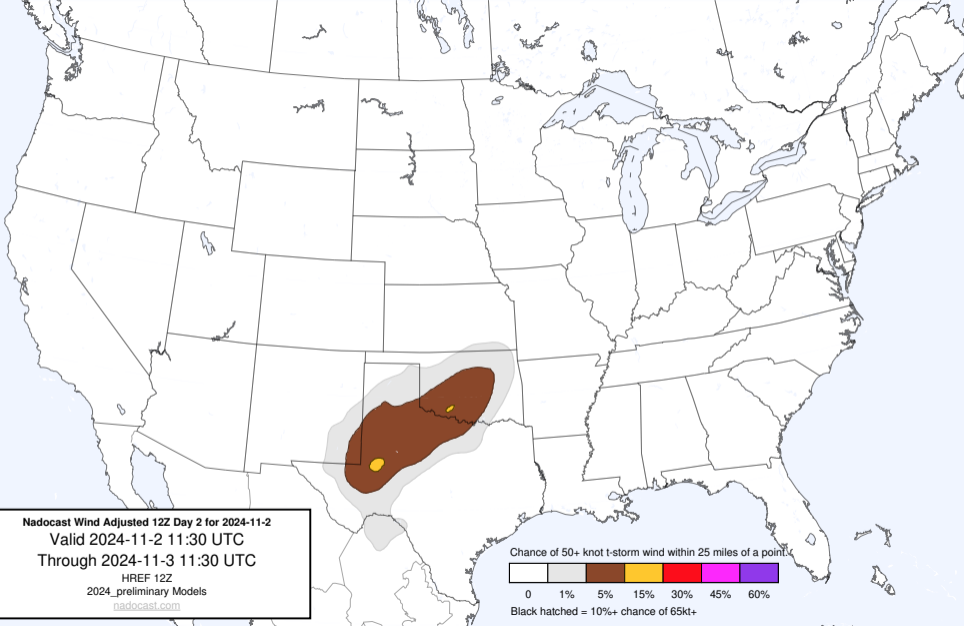 Nadocast Wind Adjusted 12Z Day 2 for 2024-11-2
Valid 2024-11-2 11:30 UTC
Through 2024-11-3 11:30 UTC
HREF 12Z
2024_preliminary Models
nadocast.com
Chance of 50+ knot t-storm wind within 25 miles of a point.
0 1% 5% 15% 30% 45% 60%
Black hatched = 10%+ chance of 65kt+